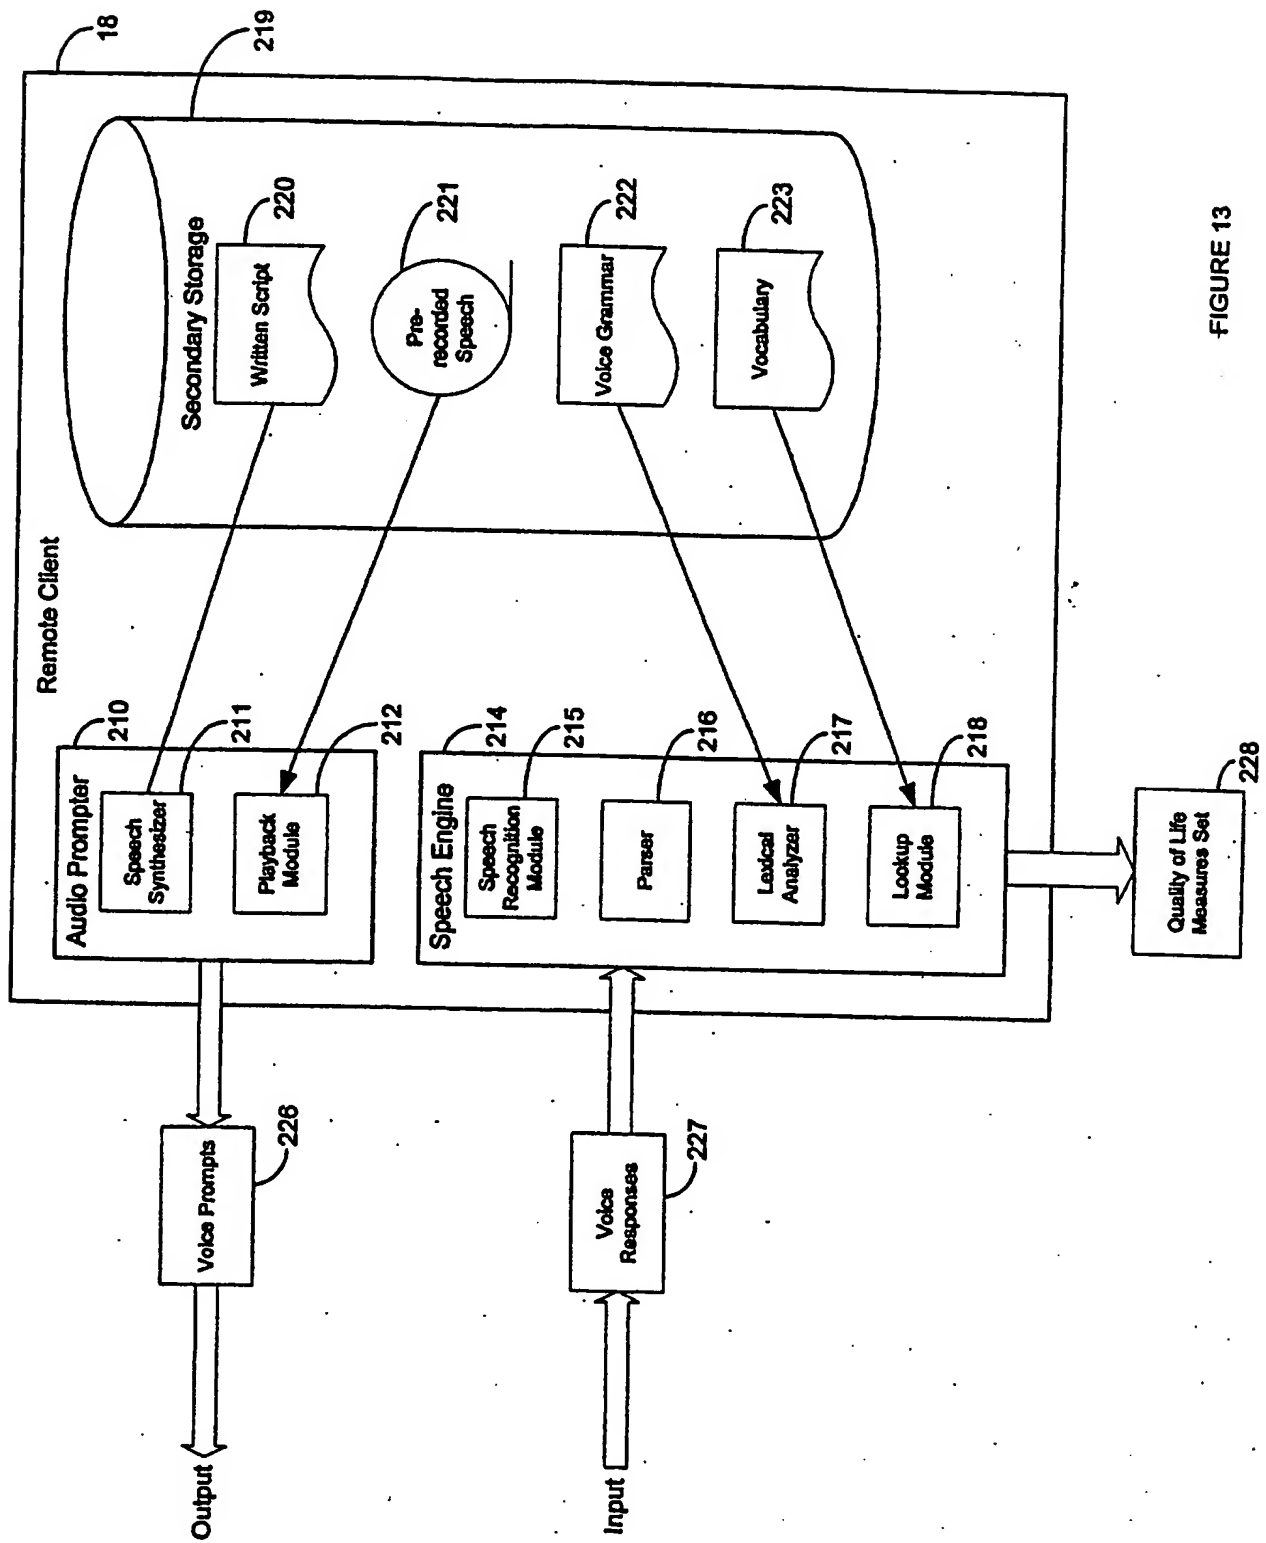 Remote Client
18
219
Audio Prompter
210
Speech
Synthesizer
211
Playback
Module
212
Speech Engine
214
Speech
Recognition
Module
215
Parser
216
Lexical
Analyzer
217
Lookup
Module
218
Secondary Storage
Written Script
220
Pre-
recorded
Speech
221
Voice Grammar
222
Vocabulary
223
Output
Voice Prompts
226
Input
Voice
Responses
227
Quality of Life
Measures Set
228
FIGURE 13